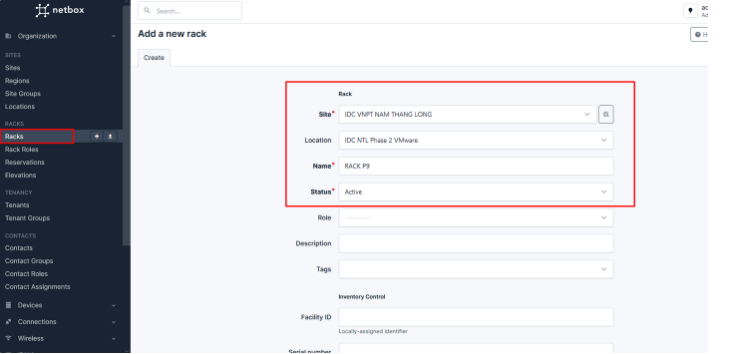 netbox
Search...
ac
Ad
Organization
Add a new rack
H
Create
SITES
Sites
Regions
Site Groups
Locations
RACKS
Racks
Rack Roles
Reservations
Elevations
TENANCY
Tenants
Tenant Groups
CONTACTS
Contacts
Contact Groups
Contact Roles
Contact Assignments
Devices
Connections
Wireless
Rack
Site* IDC VNPT NAM THANG LONG
Location IDC NTL Phase 2 VMware
Name* RACK P9
Status* Active
Role ---------
Description
Tags
Inventory Control
Facility ID
Locally-assigned identifier
Serial number